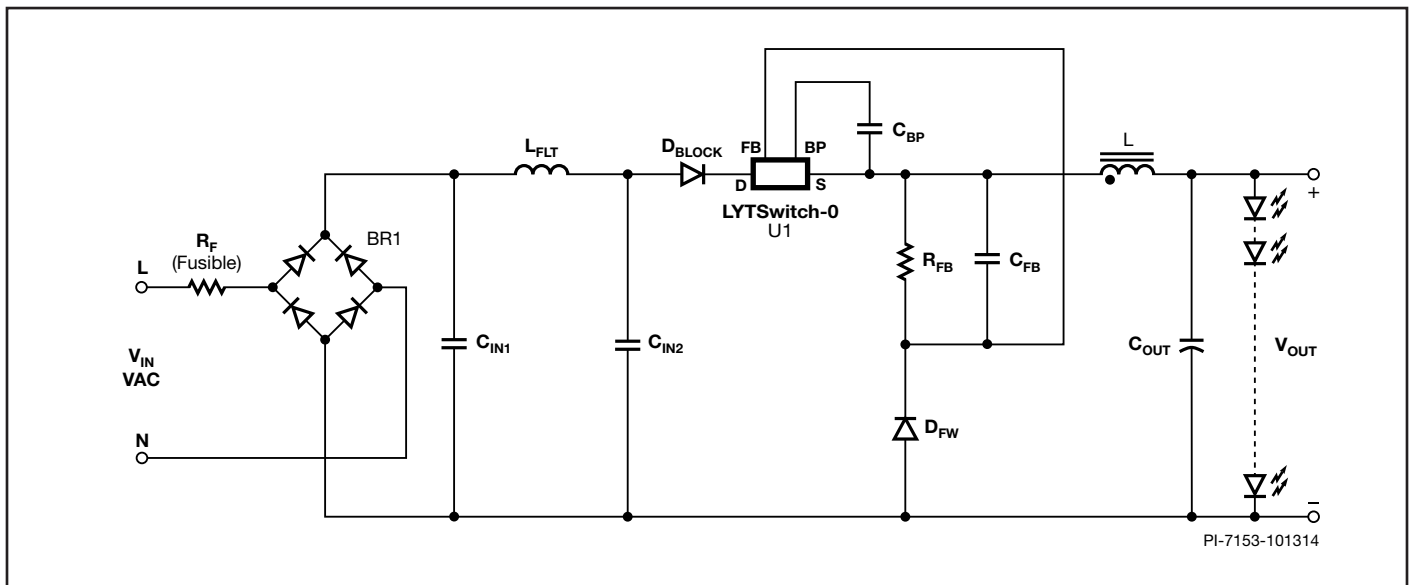 FB
BP
C_BP
L_FLT
D_BLOCK
L
D
S
+
LYTSwitch-0
U1
R_F
(Fusible)
BR1
L
R_FB
C_FB
C_IN1
C_IN2
C_OUT
V_OUT
V_IN
VAC
D_FW
N
–
PI-7153-101314